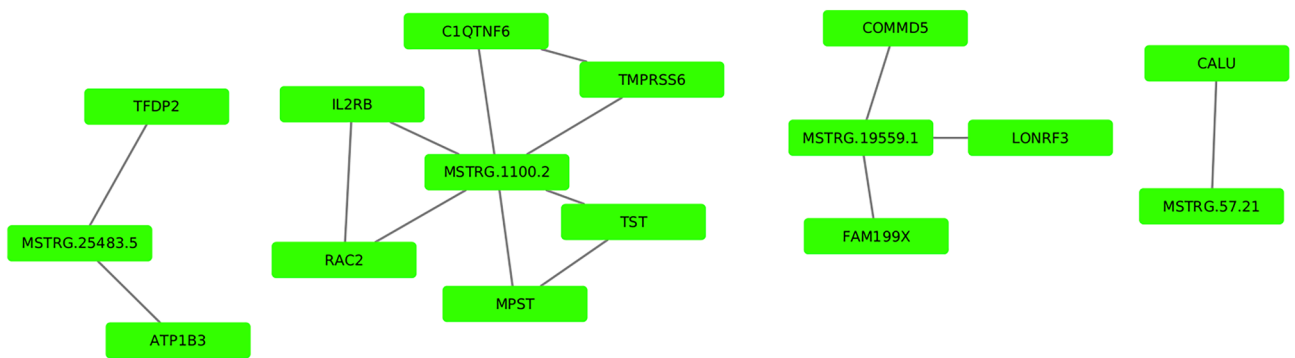 TFDP2
MSTRG.25483.5
ATP1B3
C1QTNF6
TMPRSS6
IL2RB
MSTRG.1100.2
TST
RAC2
MPST
COMMD5
MSTRG.19559.1
LONRF3
FAM199X
CALU
MSTRG.57.21